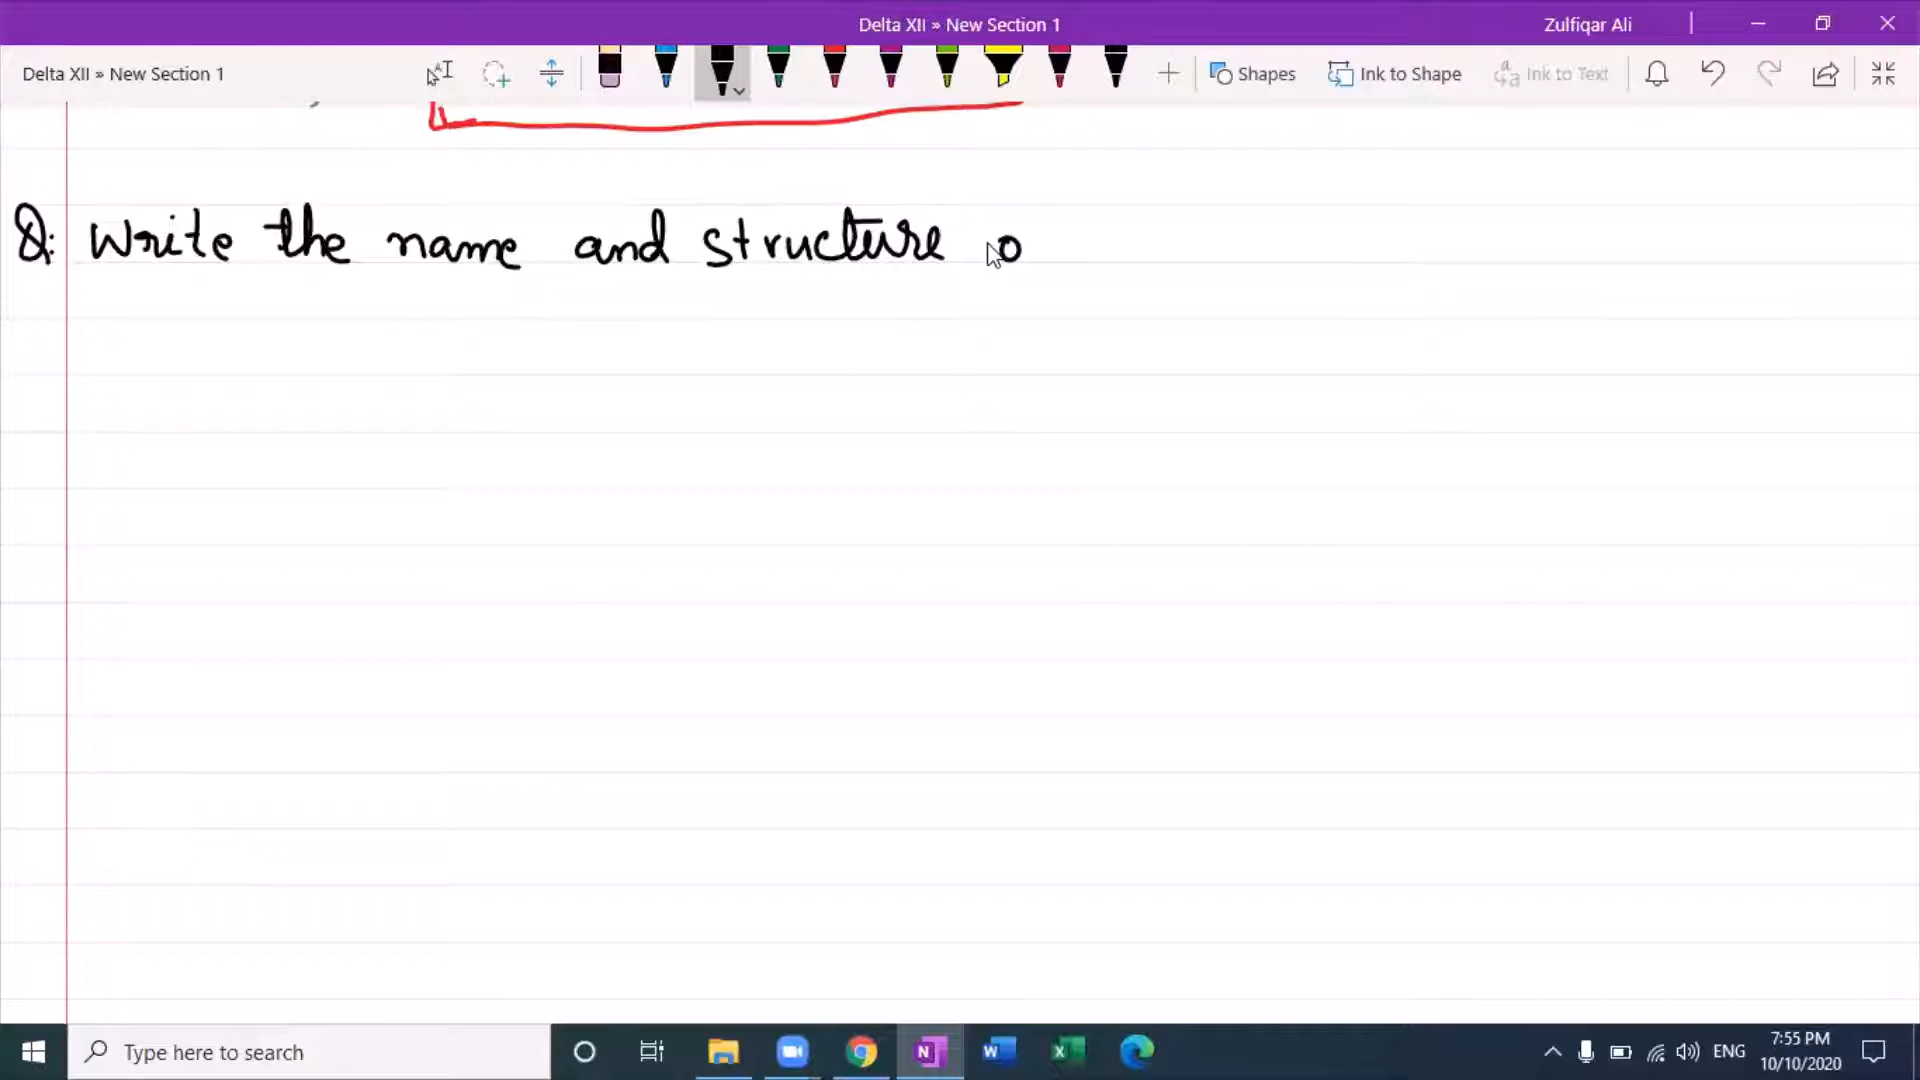 Delta XII » New Section 1
Zulfiqar Ali
Delta XII » New Section 1
Shapes
Ink to Shape
Ink to Text
Q: Write the name and structure o
Type here to search
ENG
7:55 PM
10/10/2020